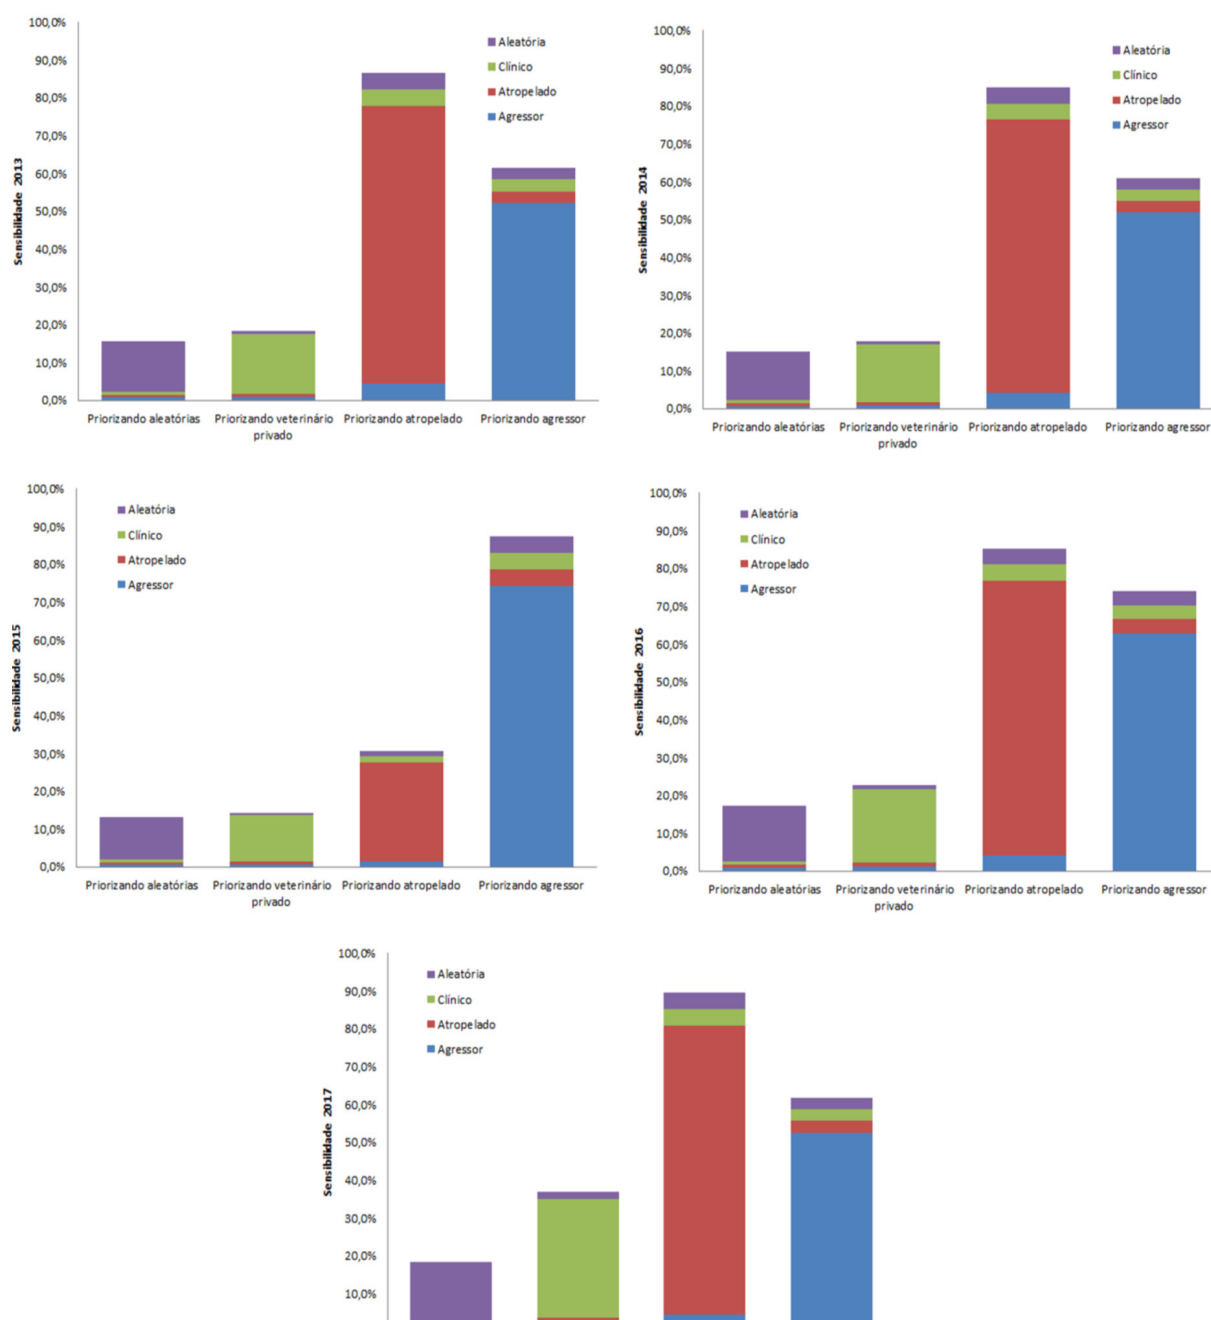 Sensibilidade 2013
100,0%
90,0%
80,0%
70,0%
60,0%
50,0%
40,0%
30,0%
20,0%
10,0%
0,0%
Aleatória
Clínico
Atropelado
Agressor
Priorizando aleatórias
Priorizando veterinário
privado
Priorizando atropelado
Priorizando agressor
Sensibilidade 2014
100,0%
90,0%
80,0%
70,0%
60,0%
50,0%
40,0%
30,0%
20,0%
10,0%
0,0%
Aleatória
Clínico
Atropelado
Agressor
Priorizando aleatórias
Priorizando veterinário
privado
Priorizando atropelado
Priorizando agressor
Sensibilidade 2015
100,0%
90,0%
80,0%
70,0%
60,0%
50,0%
40,0%
30,0%
20,0%
10,0%
0,0%
Aleatória
Clínico
Atropelado
Agressor
Priorizando aleatórias
Priorizando veterinário
privado
Priorizando atropelado
Priorizando agressor
Sensibilidade 2016
100,0%
90,0%
80,0%
70,0%
60,0%
50,0%
40,0%
30,0%
20,0%
10,0%
0,0%
Aleatória
Clínico
Atropelado
Agressor
Priorizando aleatórias
Priorizando veterinário
privado
Priorizando atropelado
Priorizando agressor
Sensibilidade 2017
100,0%
90,0%
80,0%
70,0%
60,0%
50,0%
40,0%
30,0%
20,0%
10,0%
Aleatória
Clínico
Atropelado
Agressor